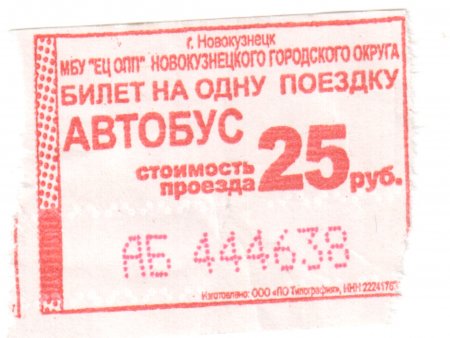 г. Новокузнецк
МБУ "ЕЦ ОПП" НОВОКУЗНЕЦКОГО ГОРОДСКОГО ОКРУГА
БИЛЕТ НА ОДНУ ПОЕЗДКУ
АВТОБУС
стоимость проезда 25 руб.
АБ 444638
Изготовлено: ООО «ПО Типография», ИНН